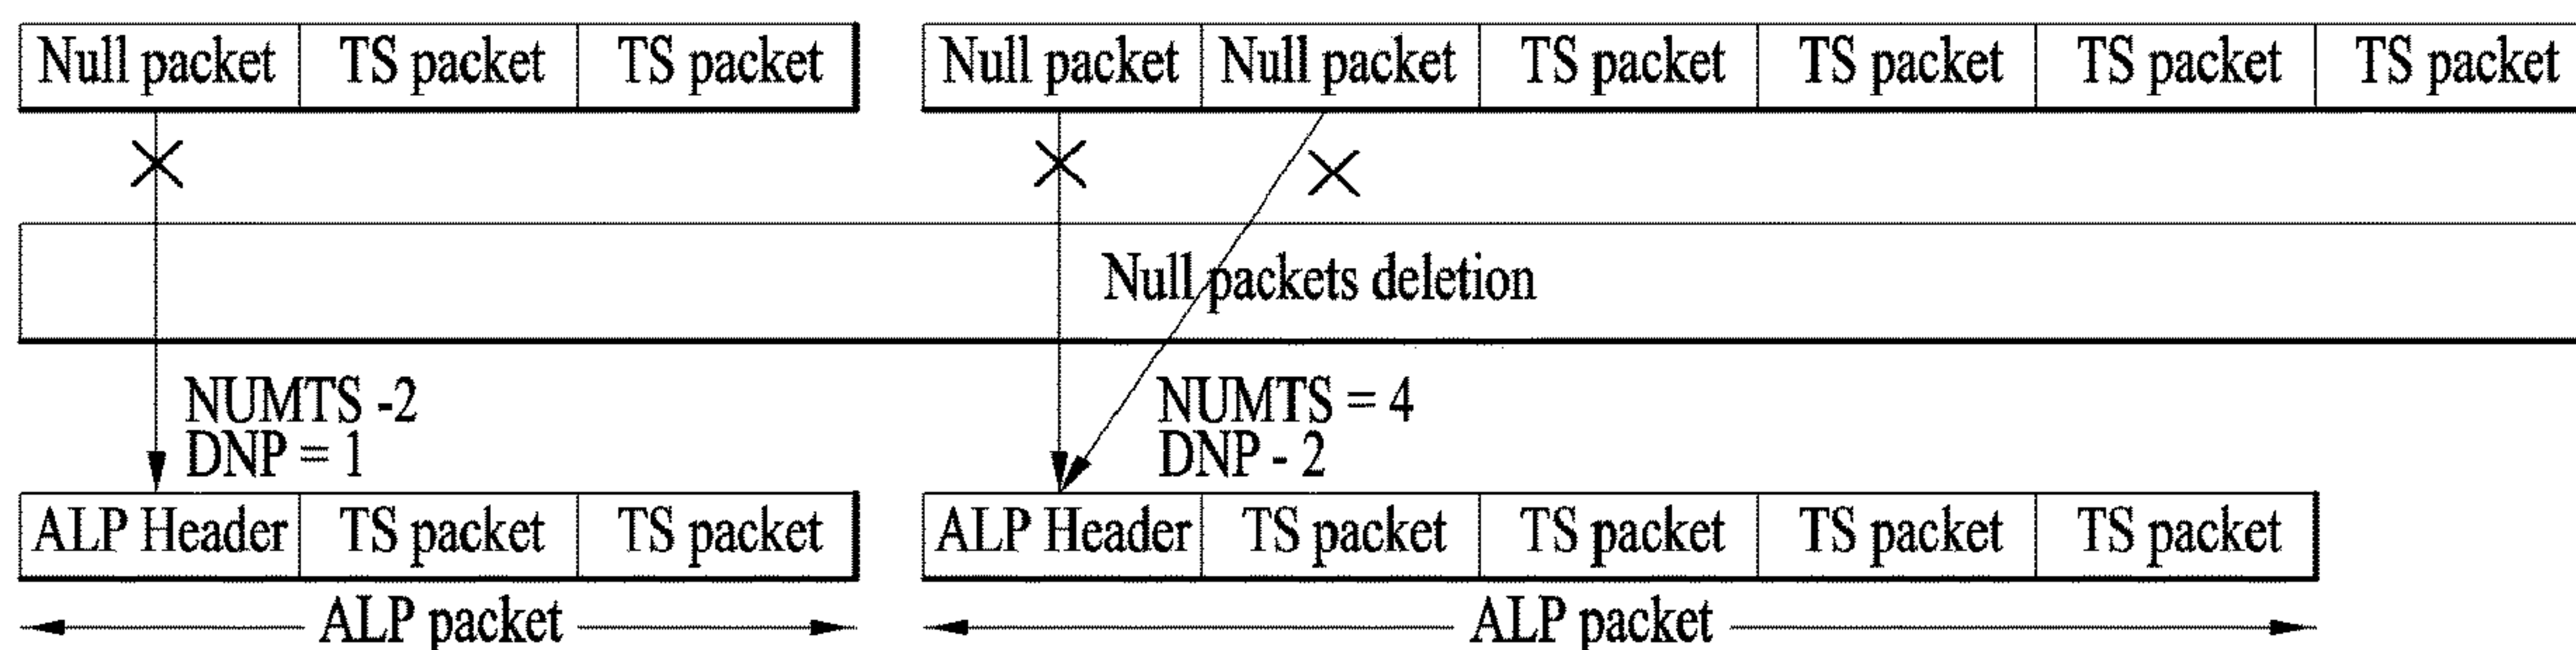 Null packet TS packet TS packet Null packet Null packet TS packet TS packet TS packet TS packet
Null packets deletion
NUMTS -2
DNP = 1
NUMTS = 4
DNP - 2
ALP Header TS packet TS packet ALP Header TS packet TS packet TS packet TS packet
ALP packet ALP packet